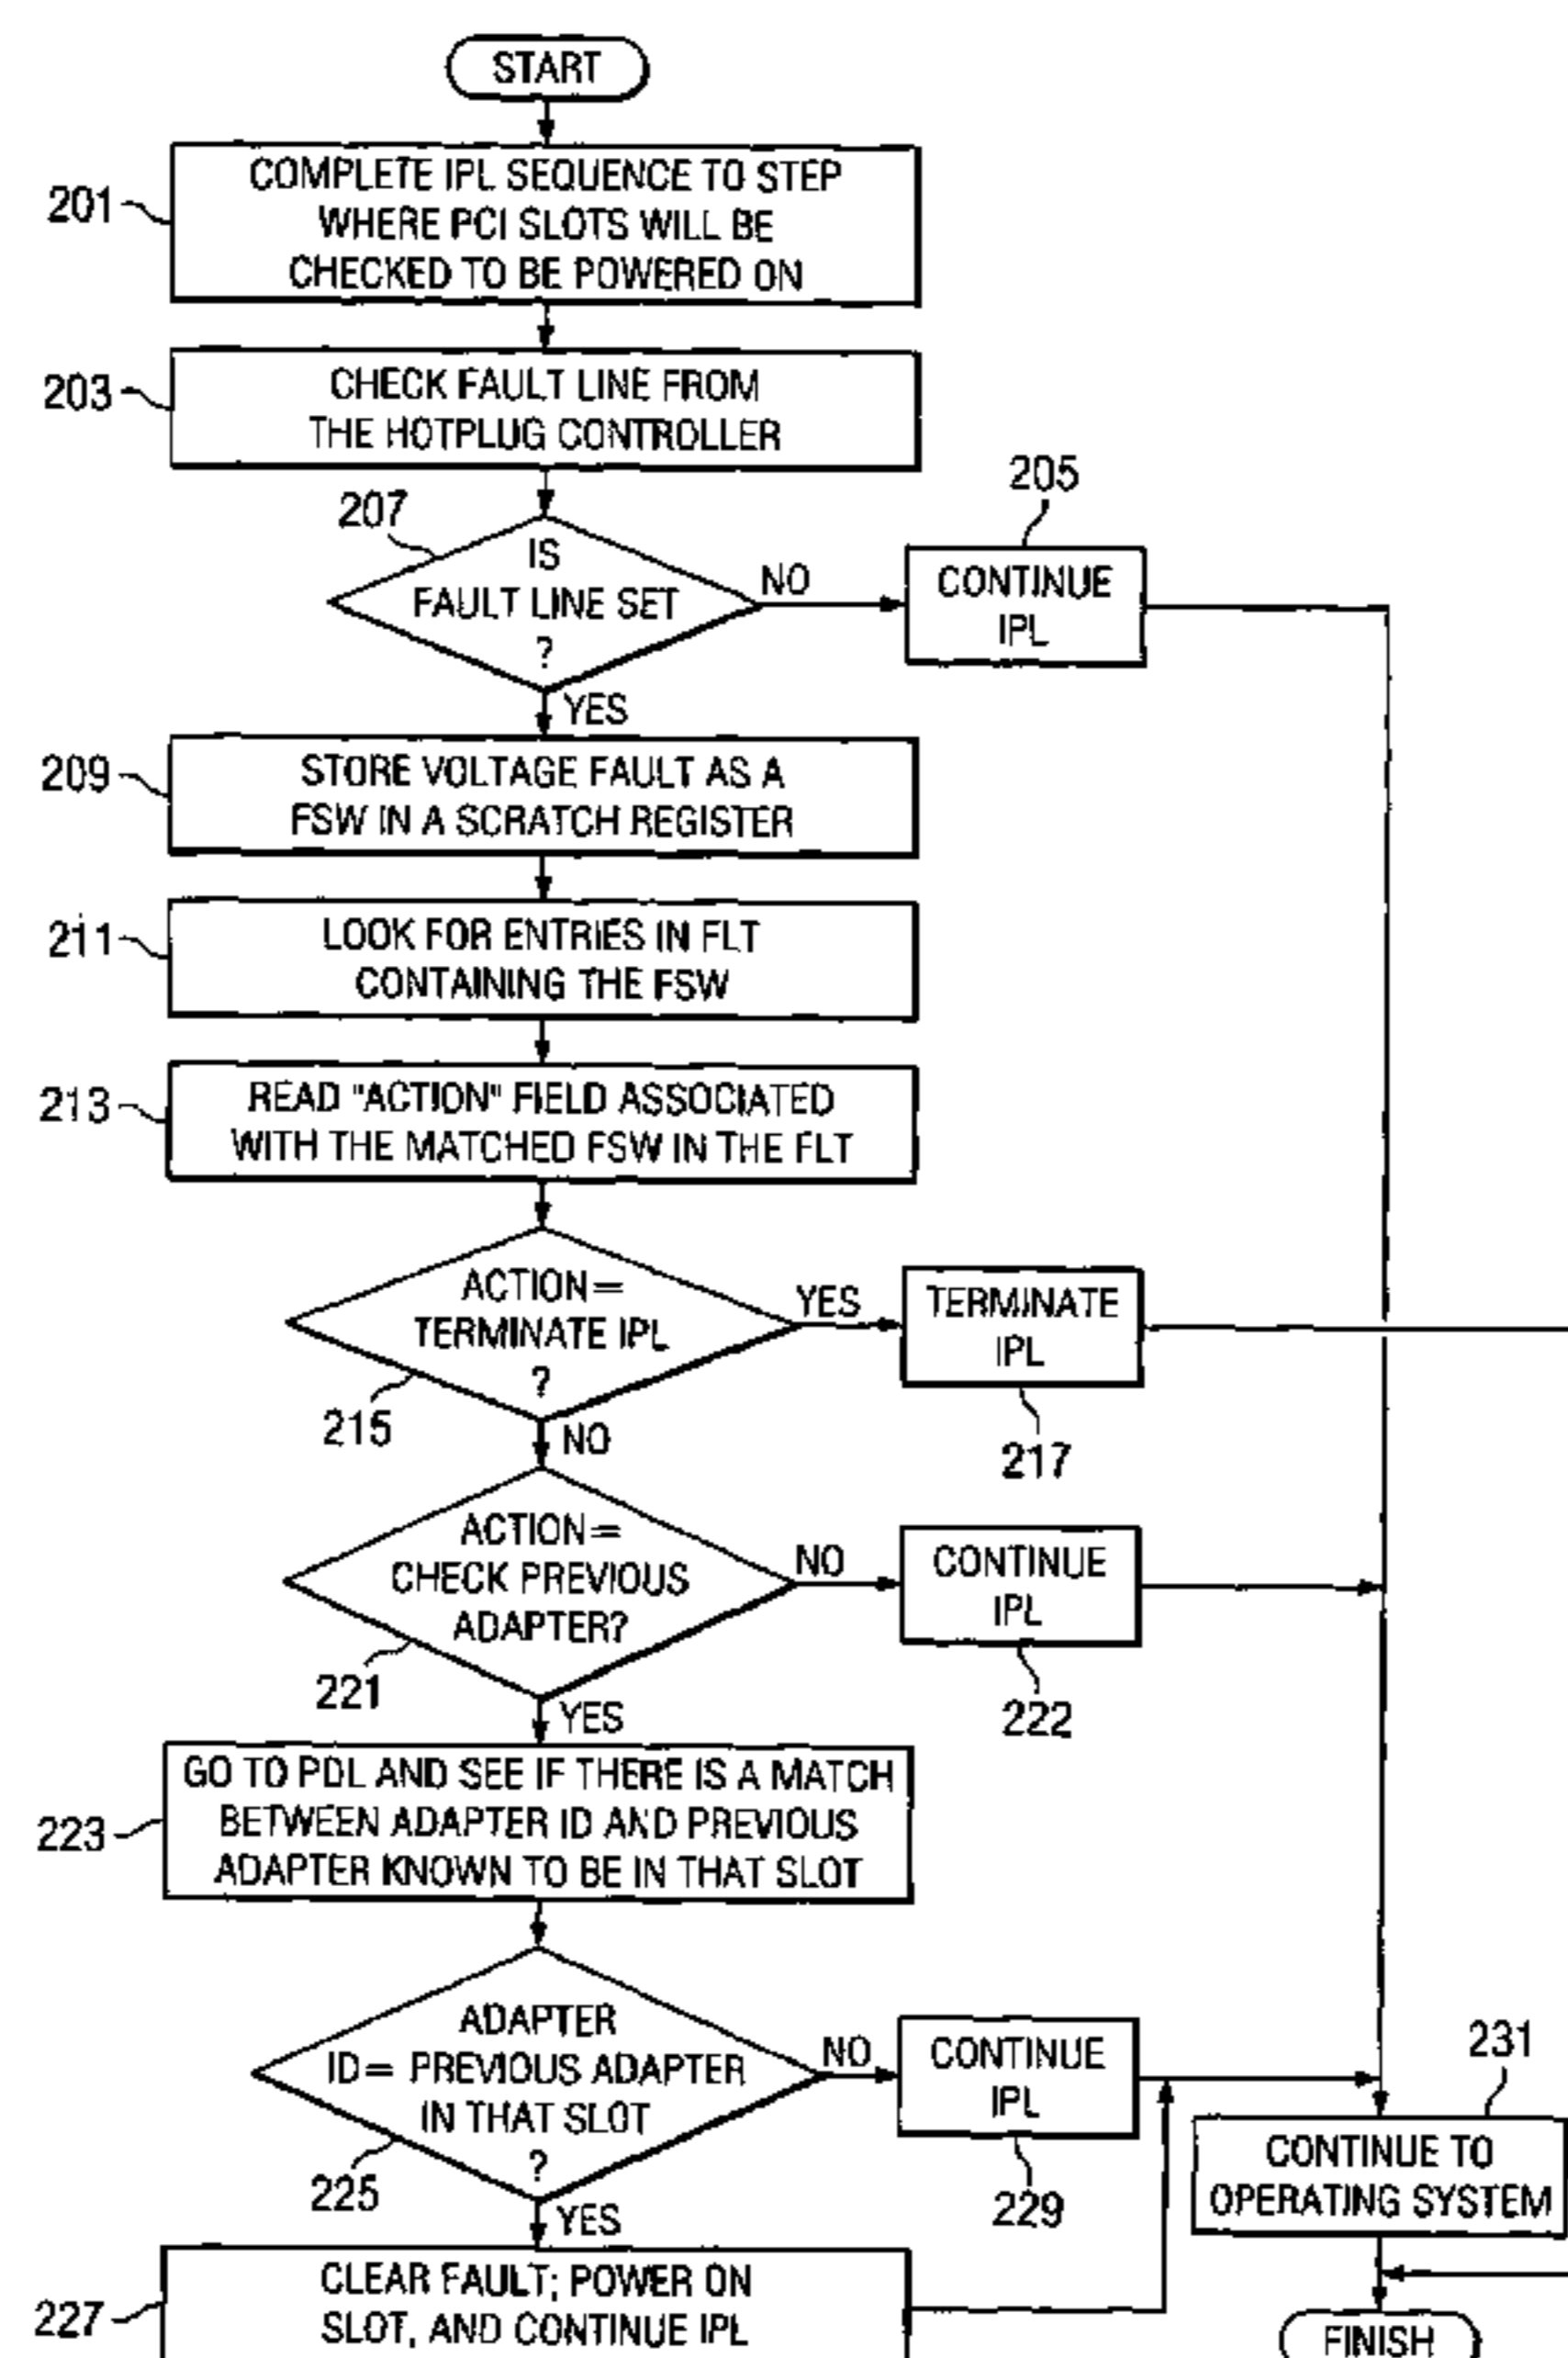 START
201
COMPLETE IPL SEQUENCE TO STEP
WHERE PCI SLOTS WILL BE
CHECKED TO BE POWERED ON
203
CHECK FAULT LINE FROM
THE HOTPLUG CONTROLLER
207
IS
FAULT LINE SET
?
NO
205
CONTINUE
IPL
YES
209
STORE VOLTAGE FAULT AS A
FSW IN A SCRATCH REGISTER
211
LOOK FOR ENTRIES IN FLT
CONTAINING THE FSW
213
READ "ACTION" FIELD ASSOCIATED
WITH THE MATCHED FSW IN THE FLT
ACTION=
TERMINATE IPL
?
215
YES
TERMINATE
IPL
217
NO
ACTION=
CHECK PREVIOUS
ADAPTER?
221
NO
CONTINUE
IPL
222
YES
223
GO TO PDL AND SEE IF THERE IS A MATCH
BETWEEN ADAPTER ID AND PREVIOUS
ADAPTER KNOWN TO BE IN THAT SLOT
ADAPTER
ID= PREVIOUS ADAPTER
IN THAT SLOT
?
225
NO
CONTINUE
IPL
229
231
CONTINUE TO
OPERATING SYSTEM
YES
227
CLEAR FAULT; POWER ON
SLOT, AND CONTINUE IPL
FINISH